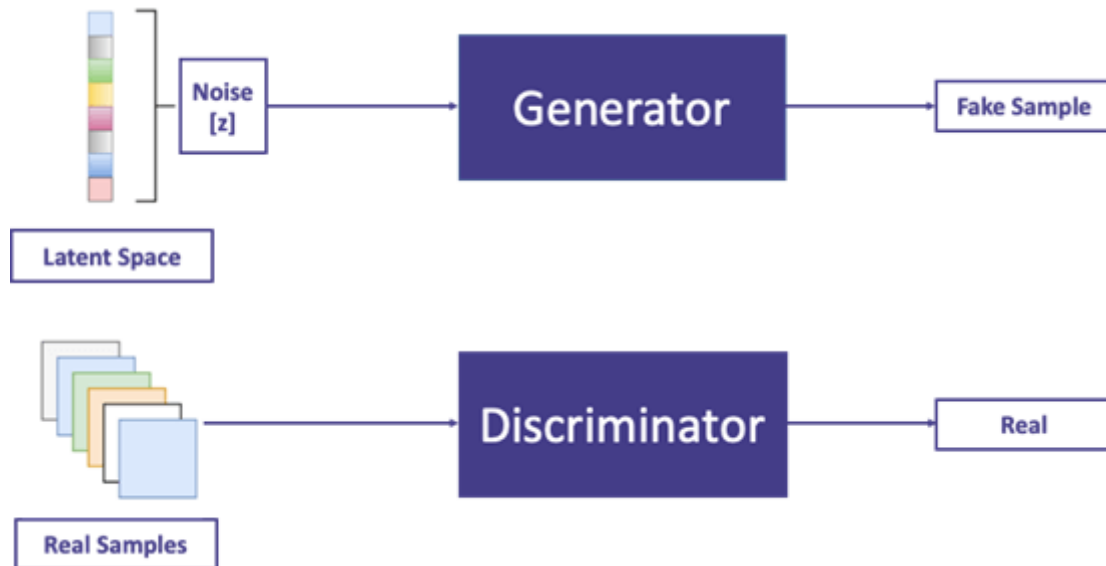 Noise
[z]
Generator
Fake Sample
Latent Space
Discriminator
Real
Real Samples